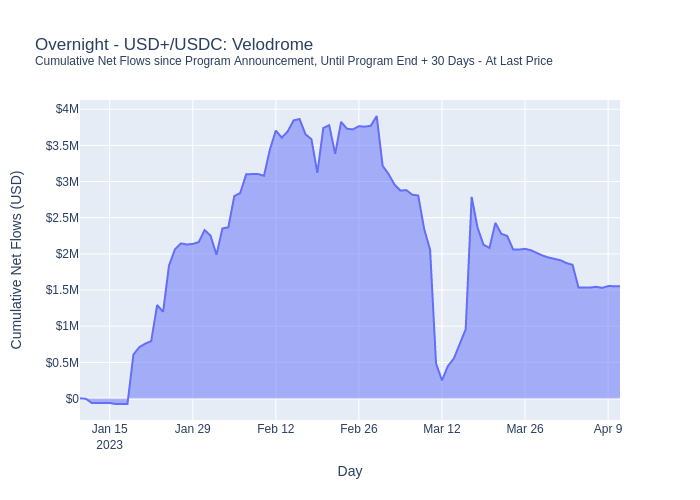 Overnight - USD+/USDC: Velodrome
Cumulative Net Flows since Program Announcement, Until Program End + 30 Days - At Last Price
Cumulative Net Flows (USD)
$4M
$3.5M
$3M
$2.5M
$2M
$1.5M
$1M
$0.5M
$0
Jan 15 Jan 29 Feb 12 Feb 26 Mar 12 Mar 26 Apr 9
2023
Day